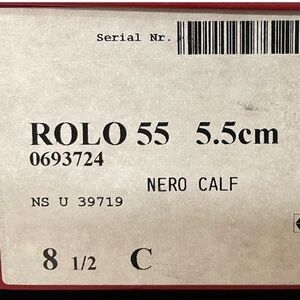 Serial Nr.
ROLO 55 5.5cm
0693724
NERO CALF
NS U 39719
8 1/2 C